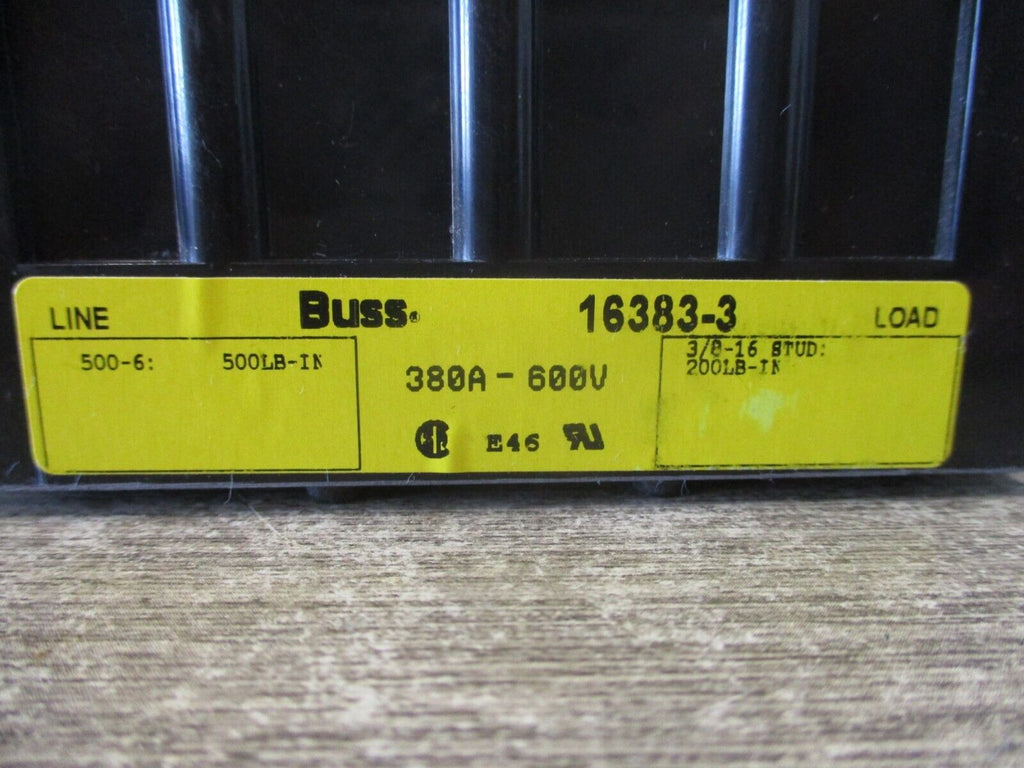 LINE Buss® 16383-3 LOAD
500-6: 500LB-IN 380A - 600V 3/8-16 STUD:
200LB-IN
E46